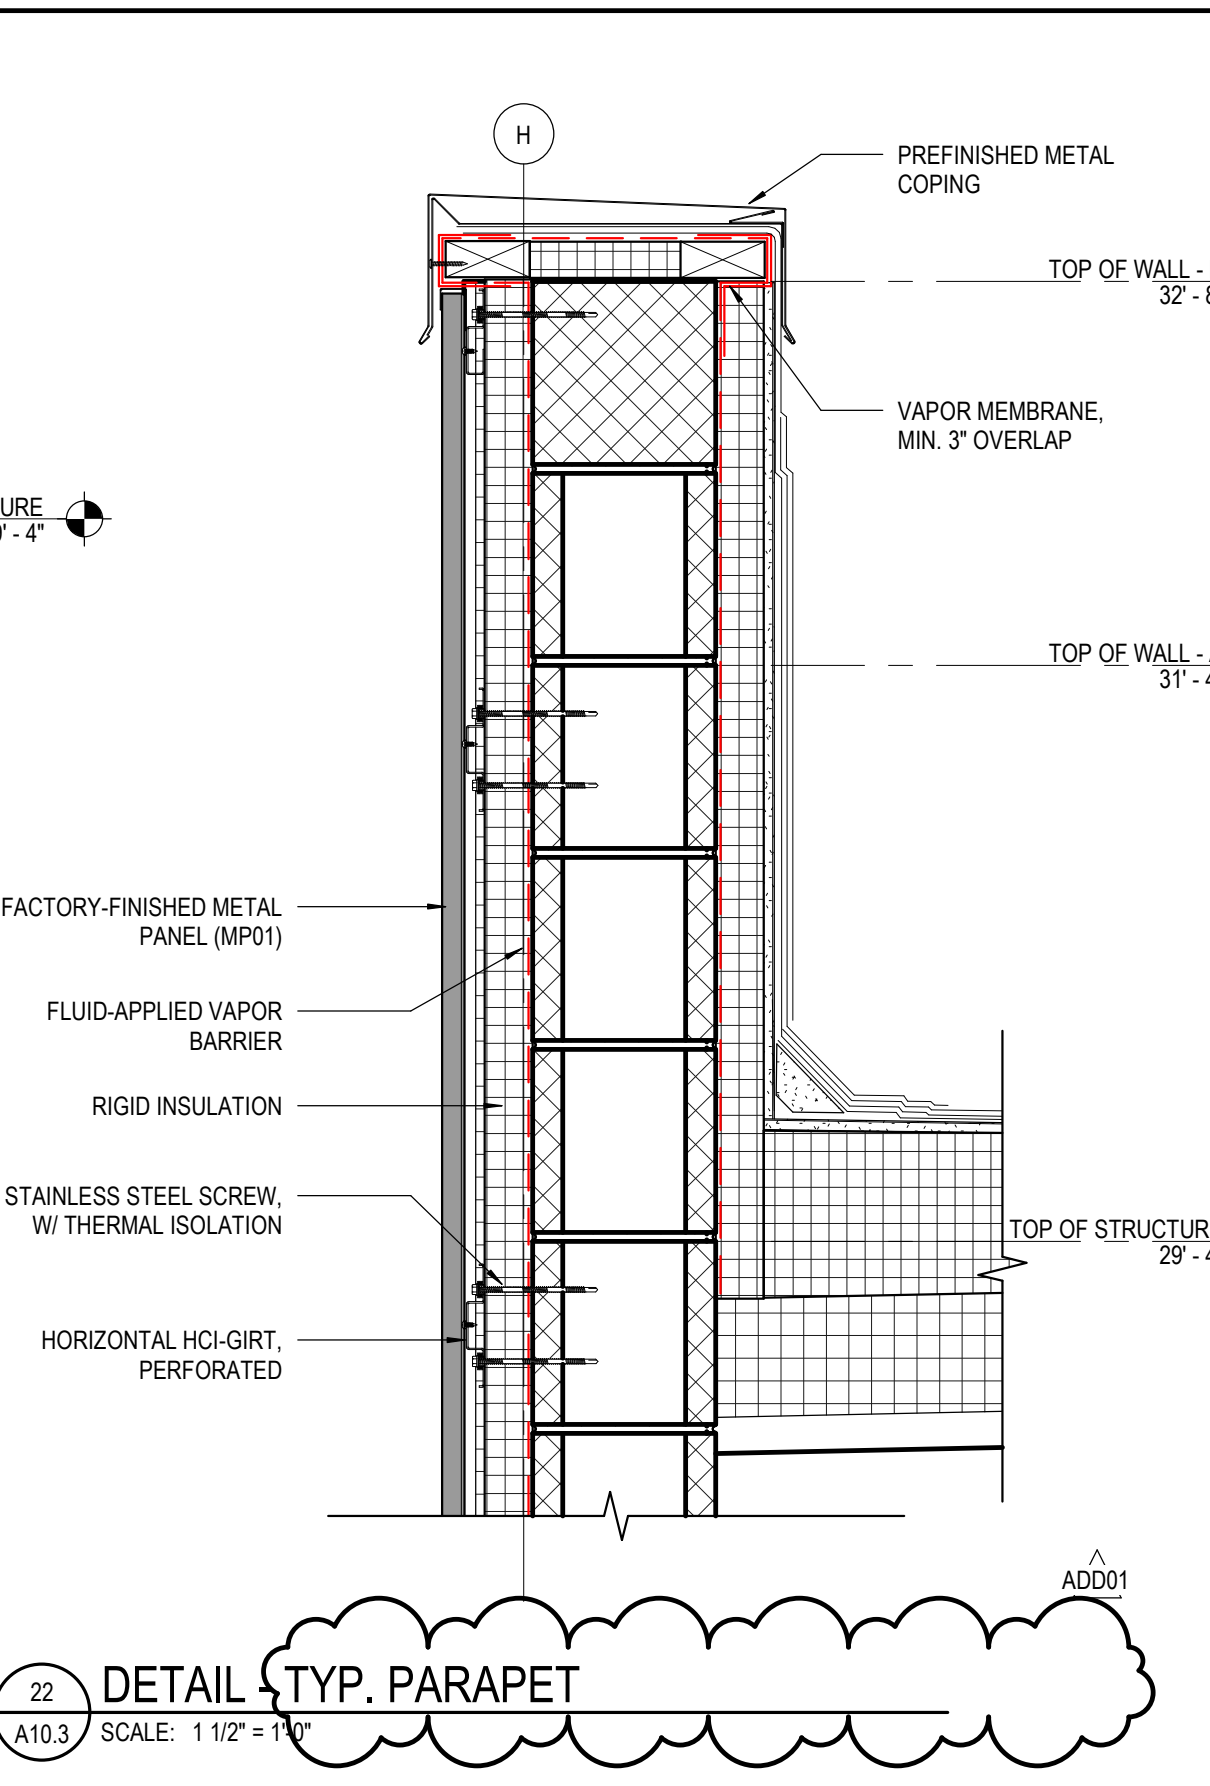 H
PREFINISHED METAL
COPING
TOP OF WALL -
32' - 8
VAPOR MEMBRANE,
MIN. 3" OVERLAP
URE
' - 4"
TOP OF WALL -
31' - 4
FACTORY-FINISHED METAL
PANEL (MP01)
FLUID-APPLIED VAPOR
BARRIER
RIGID INSULATION
STAINLESS STEEL SCREW,
W/ THERMAL ISOLATION
TOP OF STRUCTUR
29' - 4
HORIZONTAL HCI-GIRT,
PERFORATED
ADD01
22
A10.3
DETAIL - TYP. PARAPET
SCALE: 1 1/2" = 1'-0"